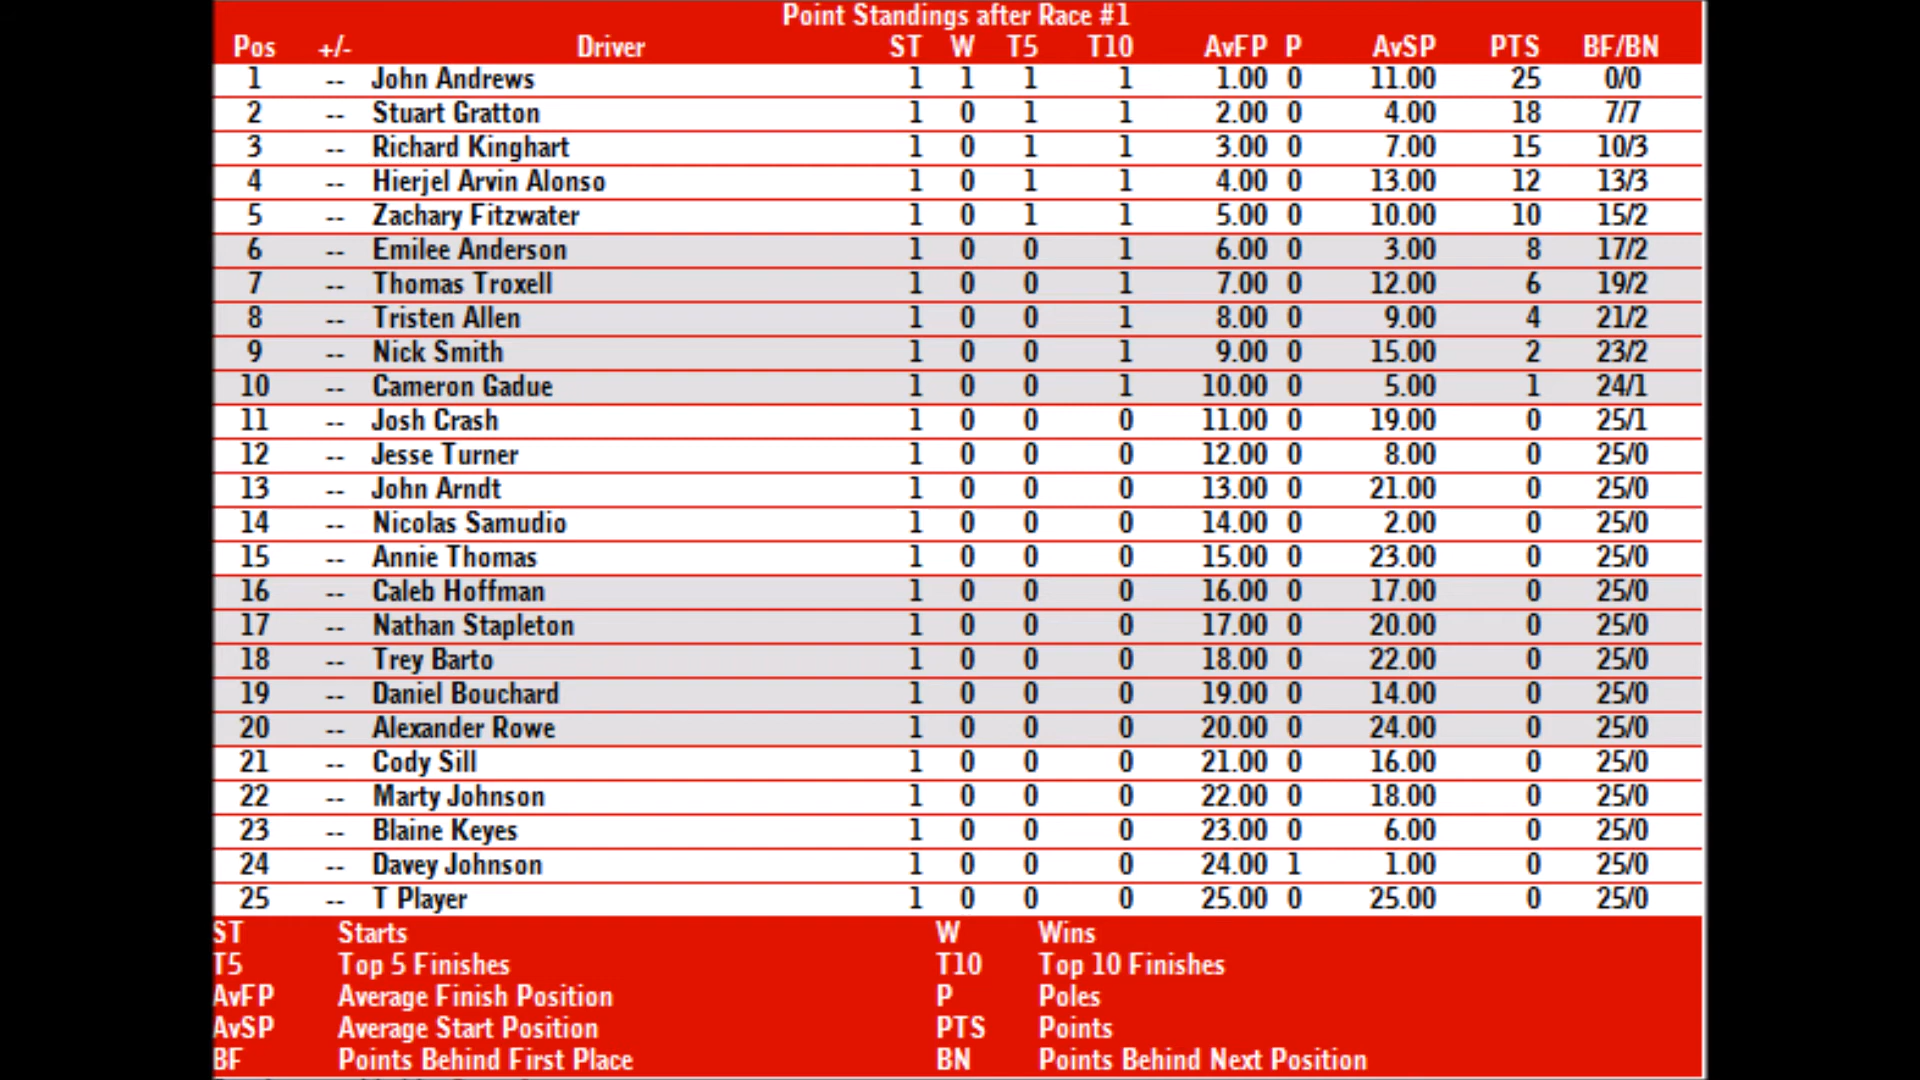 Point Standings after Race #1
Pos +/- Driver ST W T5 T10 AvFP P AvSP PTS BF/BN
1 -- John Andrews 1 1 1 1 1.00 0 11.00 25 0/0
2 -- Stuart Gratton 1 0 1 1 2.00 0 4.00 18 7/7
3 -- Richard Kinghart 1 0 1 1 3.00 0 7.00 15 10/3
4 -- Hierjel Arvin Alonso 1 0 1 1 4.00 0 13.00 12 13/3
5 -- Zachary Fitzwater 1 0 1 1 5.00 0 10.00 10 15/2
6 -- Emilee Anderson 1 0 0 1 6.00 0 3.00 8 17/2
7 -- Thomas Troxell 1 0 0 1 7.00 0 12.00 6 19/2
8 -- Tristen Allen 1 0 0 1 8.00 0 9.00 4 21/2
9 -- Nick Smith 1 0 0 1 9.00 0 15.00 2 23/2
10 -- Cameron Gadue 1 0 0 1 10.00 0 5.00 1 24/1
11 -- Josh Crash 1 0 0 0 11.00 0 19.00 0 25/1
12 -- Jesse Turner 1 0 0 0 12.00 0 8.00 0 25/0
13 -- John Arndt 1 0 0 0 13.00 0 21.00 0 25/0
14 -- Nicolas Samudio 1 0 0 0 14.00 0 2.00 0 25/0
15 -- Annie Thomas 1 0 0 0 15.00 0 23.00 0 25/0
16 -- Caleb Hoffman 1 0 0 0 16.00 0 17.00 0 25/0
17 -- Nathan Stapleton 1 0 0 0 17.00 0 20.00 0 25/0
18 -- Trey Barto 1 0 0 0 18.00 0 22.00 0 25/0
19 -- Daniel Bouchard 1 0 0 0 19.00 0 14.00 0 25/0
20 -- Alexander Rowe 1 0 0 0 20.00 0 24.00 0 25/0
21 -- Cody Sill 1 0 0 0 21.00 0 16.00 0 25/0
22 -- Marty Johnson 1 0 0 0 22.00 0 18.00 0 25/0
23 -- Blaine Keyes 1 0 0 0 23.00 0 6.00 0 25/0
24 -- Davey Johnson 1 0 0 0 24.00 1 1.00 0 25/0
25 -- T Player 1 0 0 0 25.00 0 25.00 0 25/0
ST Starts W Wins
T5 Top 5 Finishes T10 Top 10 Finishes
AvFP Average Finish Position P Poles
AvSP Average Start Position PTS Points
BF Points Behind First Place BN Points Behind Next Position